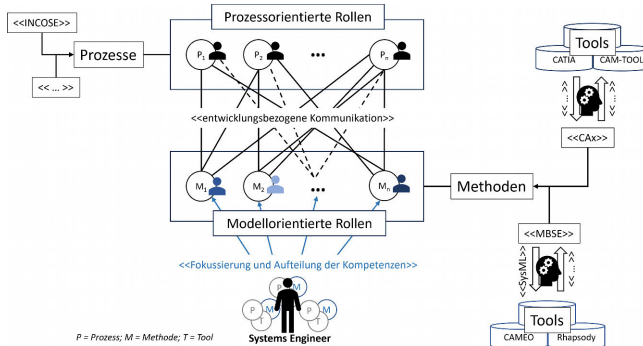 Prozessorientierte Rollen
<<INCOSE>>
Prozesse
<< ... >>
P1
P2
...
Pn
<<entwicklungsbezogene Kommunikation>>
M1
M2
...
Mn
Modellorientierte Rollen
<<Fokussierung und Aufteilung der Kompetenzen>>
P
M
T
P
M
T
P
M
T
Systems Engineer
P = Prozess; M = Methode; T = Tool
Tools
CATIA
CAM-TOOL
<< ... >>
<< ... >>
<<CAx>>
Methoden
<<MBSE>>
<<SysML>>
<< ... >>
Tools
CAMEO
Rhapsody